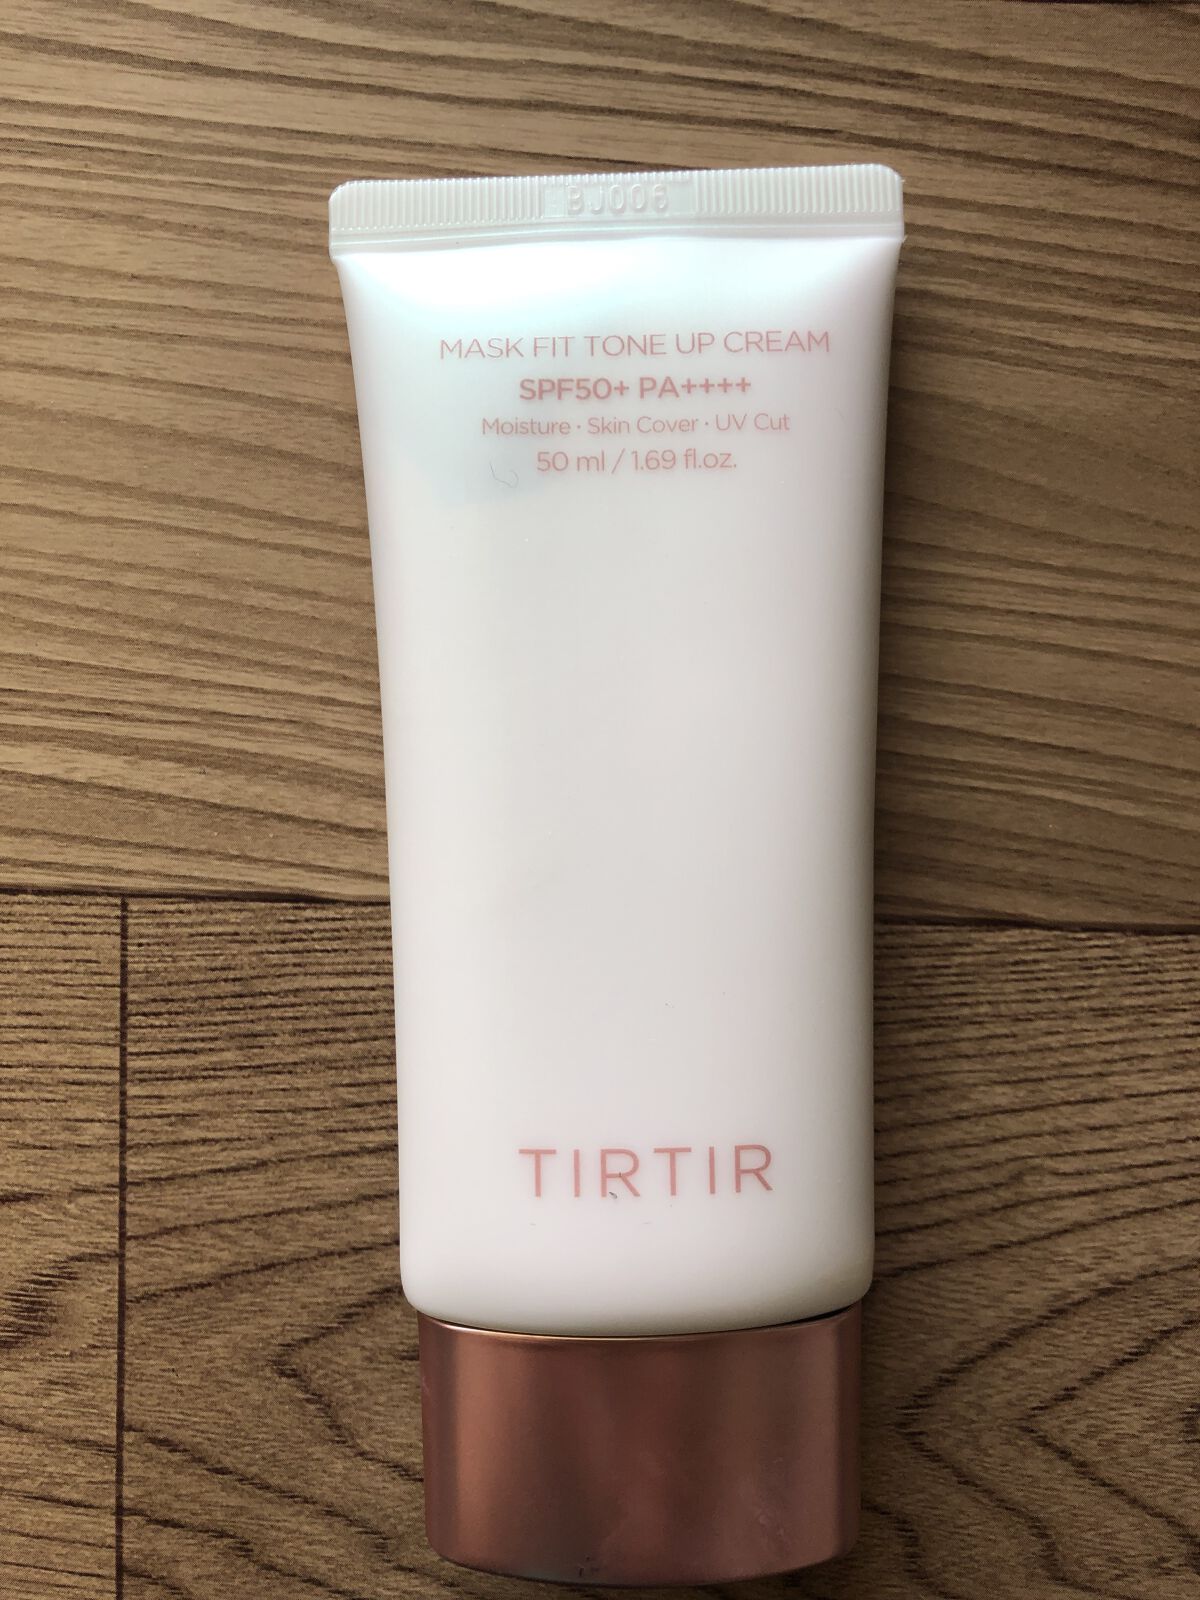 BJ006
MASK FIT TONE UP CREAM
SPF50+ PA++++
Moisture · Skin Cover · UV Cut
50 ml / 1.69 fl.oz.
TIRTIR